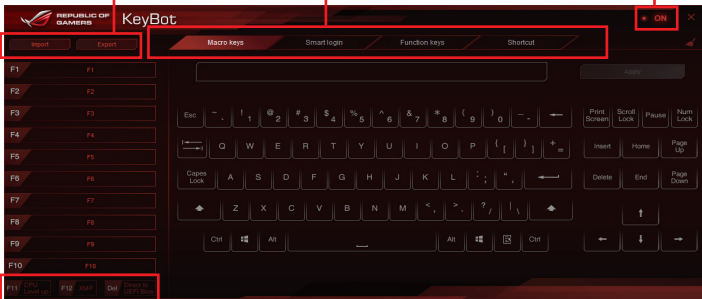 REPUBLIC OF GAMERS KeyBot ON ×
Import Export Macro keys Smart login Function keys Shortcut
F1 F1 Apply
F2 F2
F3 F3
F4 F4
F5 F5
F6 F6
F7 F7
F8 F8
F9 F9
F10 F10
F11 CPU Level up F12 XMP Del Direct to UEFI Bios
Esc ~ . ! 1 @ 2 # 3 $ 4 % 5 ^ 6 & 7 * 8 ( 9 ) 0 _ - Print Screen Scroll Lock Pause Num Lock
Q W E R T Y U I O P { [ } ] + = Insert Home Page Up
Capes Lock A S D F G H J K L : ; " , Delete End Page Down
Z X C V B N M < , > . ? / | \
Ctrl Alt Alt Ctrl